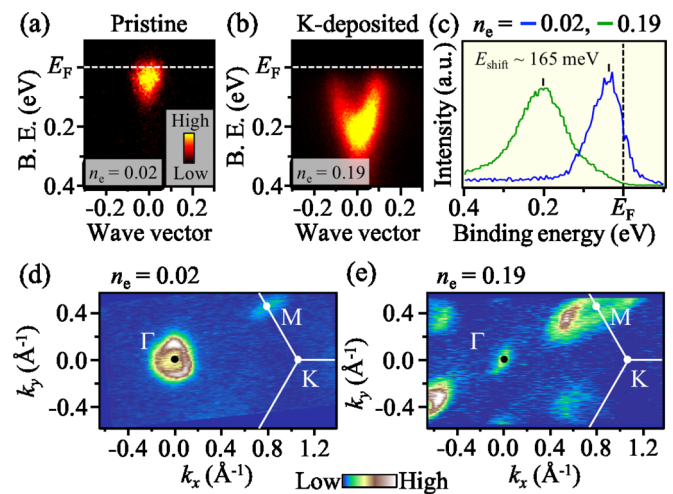 (a) Pristine (b) K-deposited (c) nₑ = 0.02, 0.19
E_F
B. E. (eV)
0.2
0.4
High
Low
nₑ = 0.02
-0.2 0.0 0.2
Wave vector
E_F
B. E. (eV)
0.2
0.4
nₑ = 0.19
-0.2 0.0 0.2
Wave vector
E_shift ~ 165 meV
Intensity (a.u.)
0.4 0.2 E_F
Binding energy (eV)
(d) nₑ = 0.02
k_y (Å⁻¹)
0.4
0.0
-0.4
Γ
M
K
-0.4 0.0 0.4 0.8 1.2
k_x (Å⁻¹)
(e) nₑ = 0.19
k_y (Å⁻¹)
0.4
0.0
-0.4
Γ
M
K
-0.4 0.0 0.4 0.8 1.2
k_x (Å⁻¹)
Low High